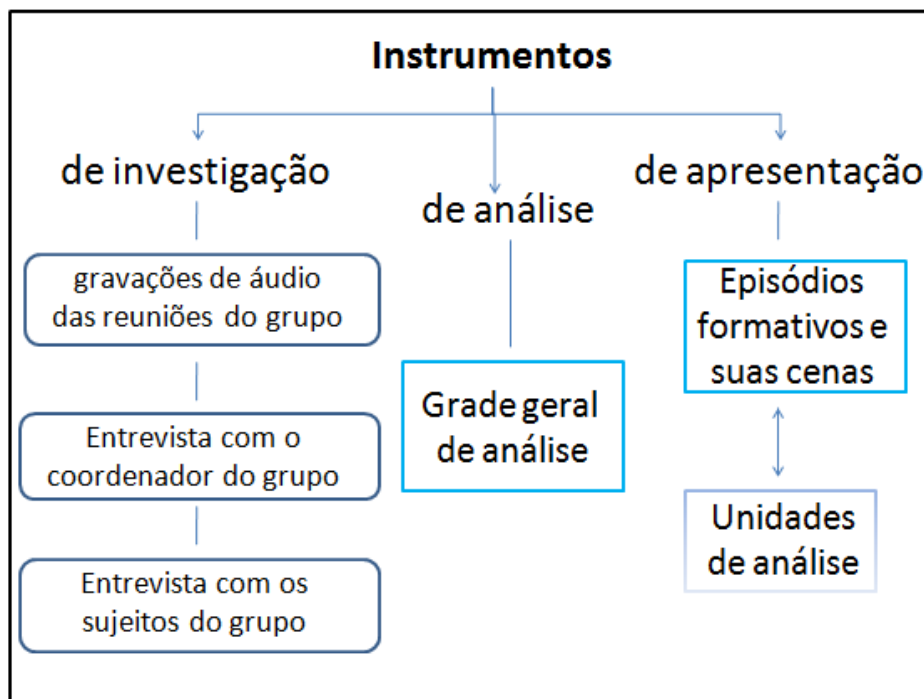 Instrumentos
de investigação
gravações de áudio
das reuniões do grupo
Entrevista com o
coordenador do grupo
Entrevista com os
sujeitos do grupo
de análise
Grade geral
de análise
de apresentação
Episódios
formativos e
suas cenas
Unidades
de análise